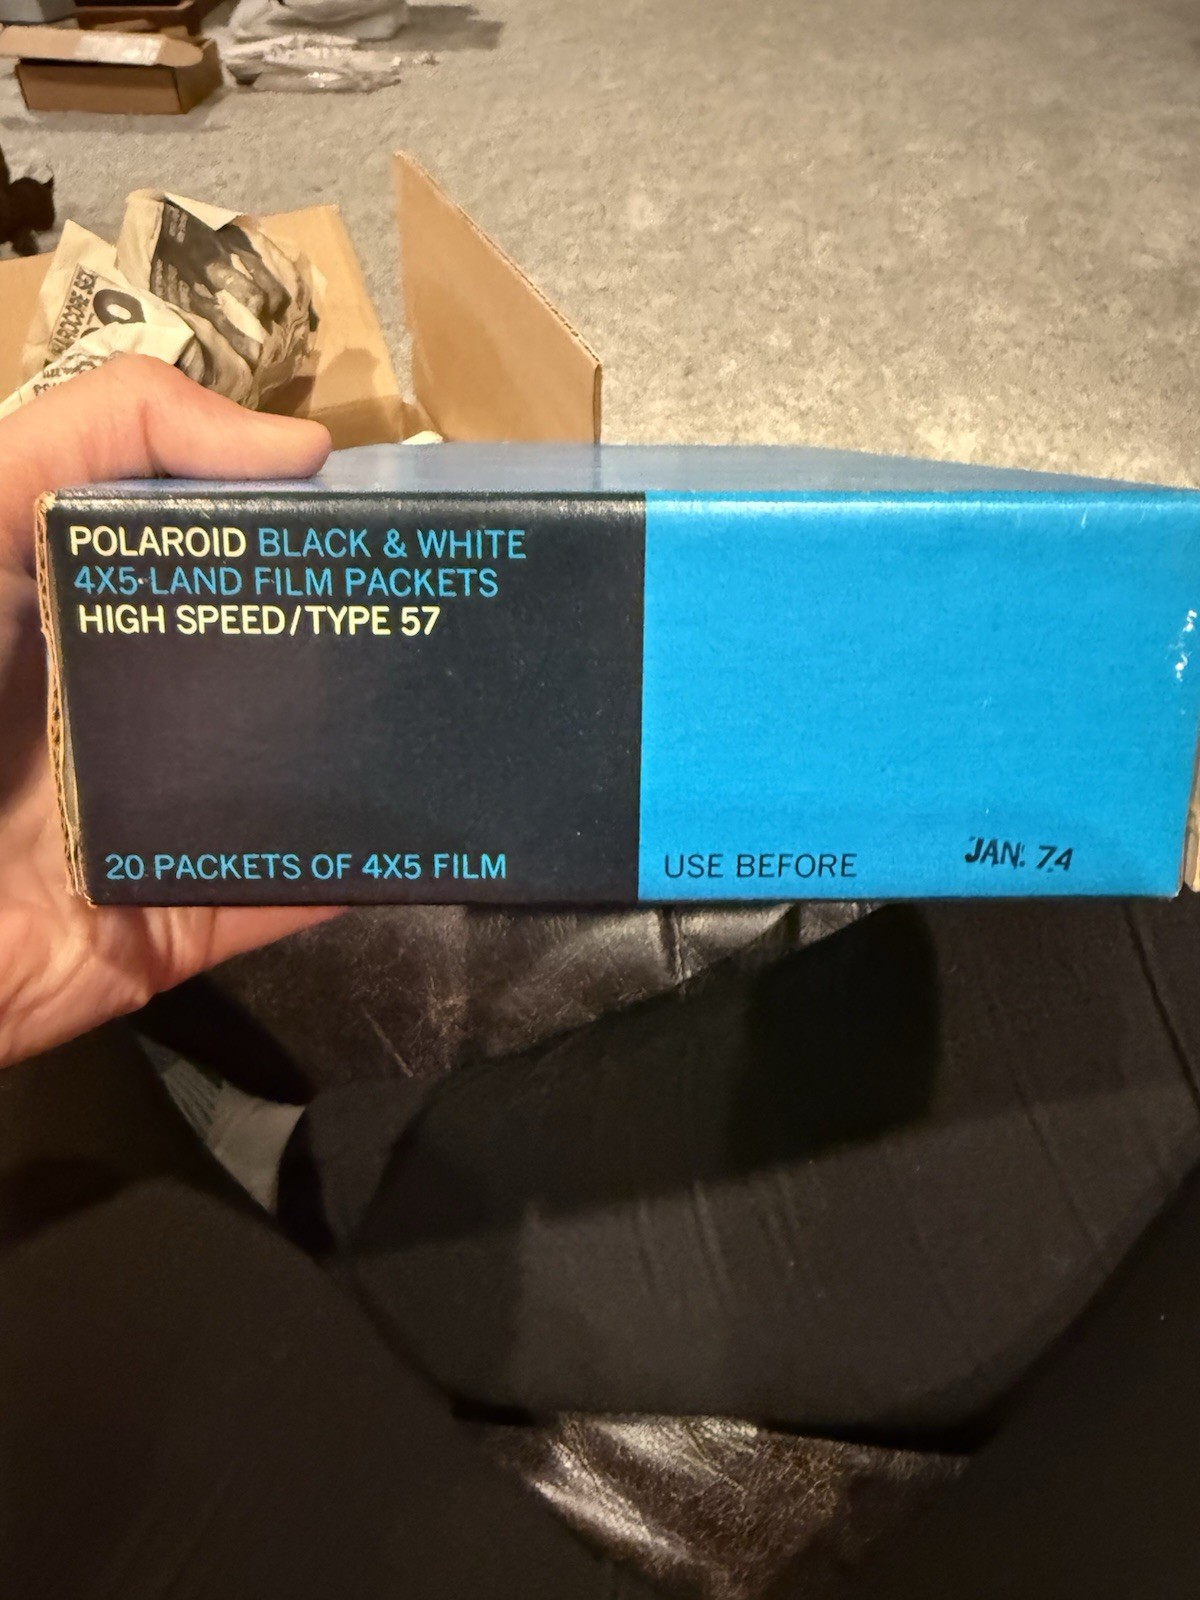 POLAROID BLACK & WHITE
4X5 LAND FILM PACKETS
HIGH SPEED/TYPE 57
20 PACKETS OF 4X5 FILM
USE BEFORE JAN. 74